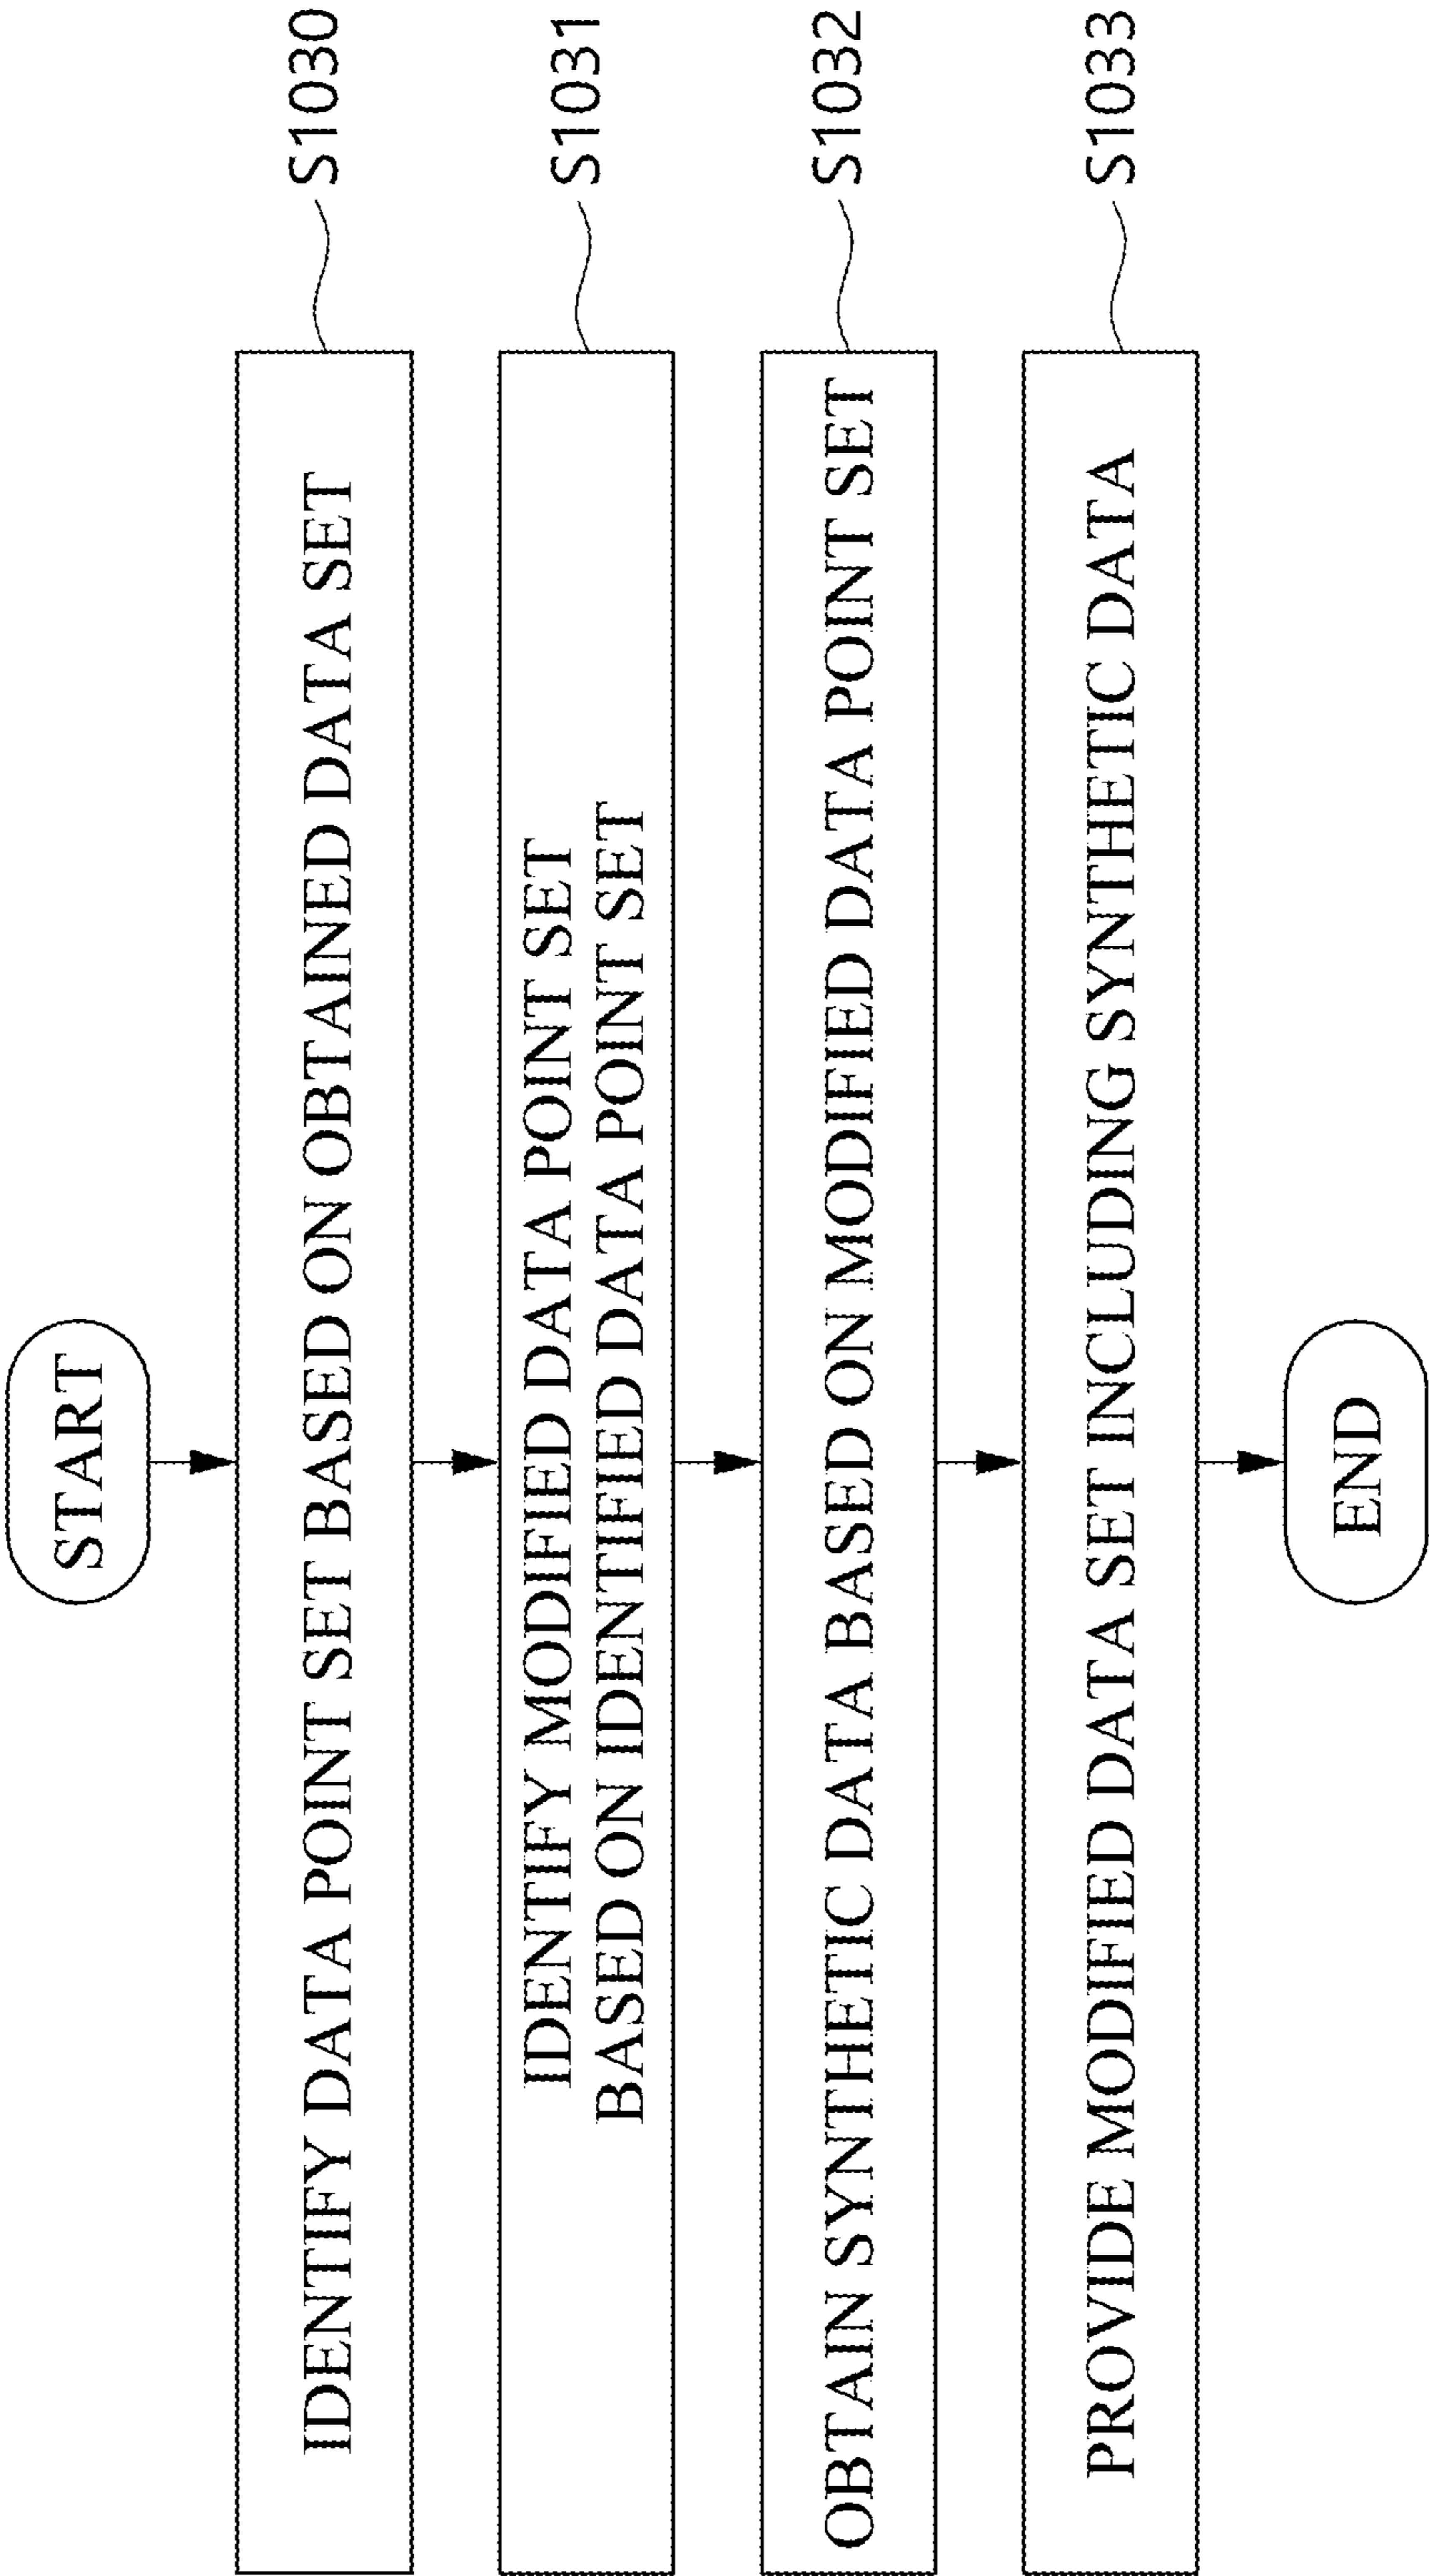 START
IDENTIFY DATA POINT SET BASED ON OBTAINED DATA SET
S1030
IDENTIFY MODIFIED DATA POINT SET
BASED ON IDENTIFIED DATA POINT SET
S1031
OBTAIN SYNTHETIC DATA BASED ON MODIFIED DATA POINT SET
S1032
PROVIDE MODIFIED DATA SET INCLUDING SYNTHETIC DATA
S1033
END